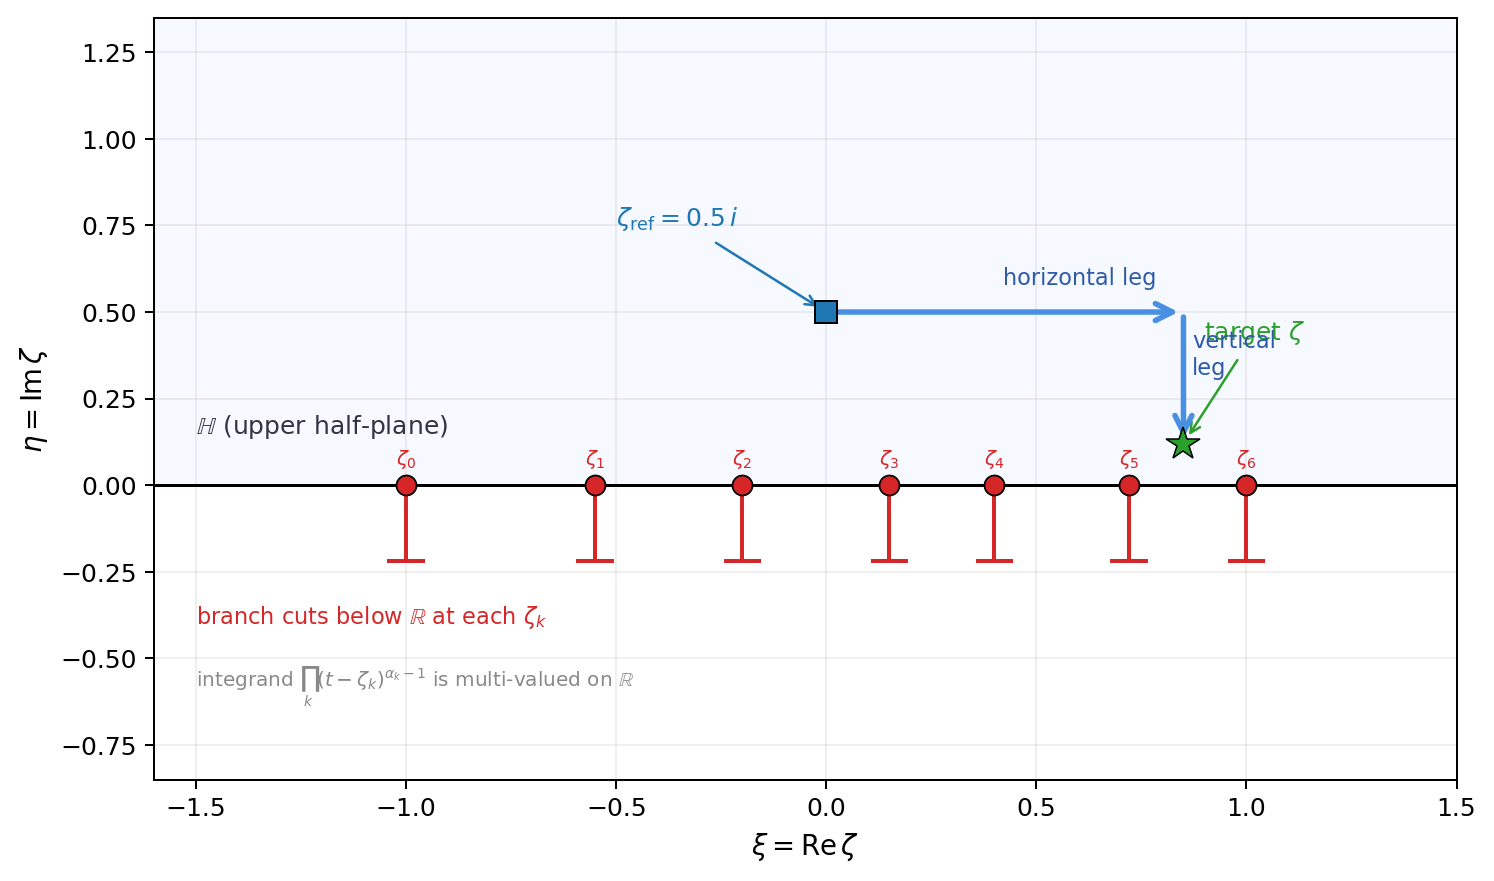 1.25
1.00
0.75
0.50
0.25
0.00
−0.25
−0.50
−0.75
η = Im ζ
ζref = 0.5 i
horizontal leg
target ζ
vertical
leg
ℍ (upper half-plane)
ζ0 ζ1 ζ2 ζ3 ζ4 ζ5 ζ6
branch cuts below ℝ at each ζk
integrand ∏k (t − ζk)^{αk−1} is multi-valued on ℝ
−1.5 −1.0 −0.5 0.0 0.5 1.0 1.5
ξ = Re ζ